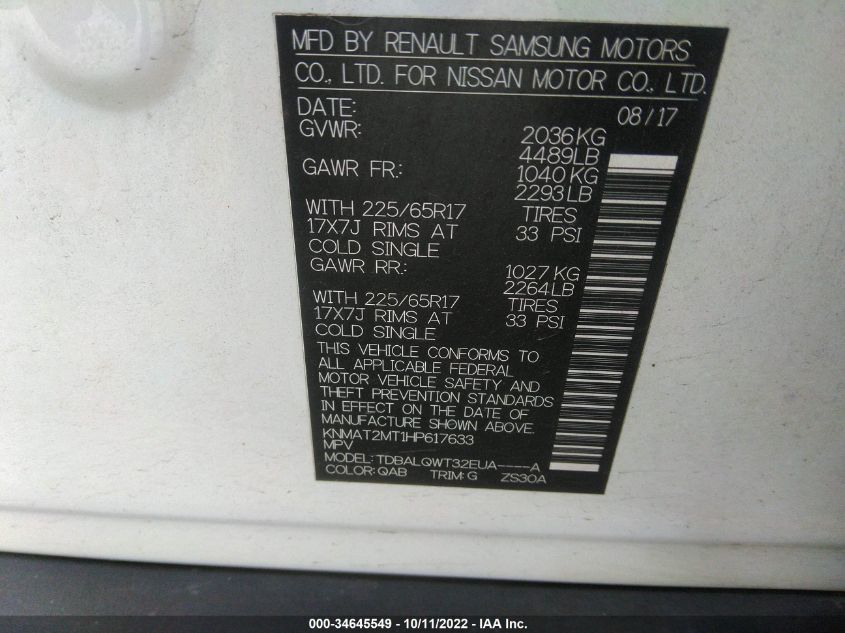 MFD BY RENAULT SAMSUNG MOTORS
CO., LTD. FOR NISSAN MOTOR CO., LTD.
DATE: 08/17
GVWR: 2036KG
4489LB
GAWR FR.: 1040KG
2293LB
WITH 225/65R17 TIRES
17X7J RIMS AT 33 PSI
COLD SINGLE
GAWR RR.: 1027KG
2264LB
WITH 225/65R17 TIRES
17X7J RIMS AT 33 PSI
COLD SINGLE
THIS VEHICLE CONFORMS TO
ALL APPLICABLE FEDERAL
MOTOR VEHICLE SAFETY AND
THEFT PREVENTION STANDARDS
IN EFFECT ON THE DATE OF
MANUFACTURE SHOWN ABOVE.
KNMAT2MT1HP617633
MPV
MODEL: TDBALQWT32EUA----A
COLOR: QAB TRIM: G ZS30A
000-34645549 - 10/11/2022 - IAA Inc.